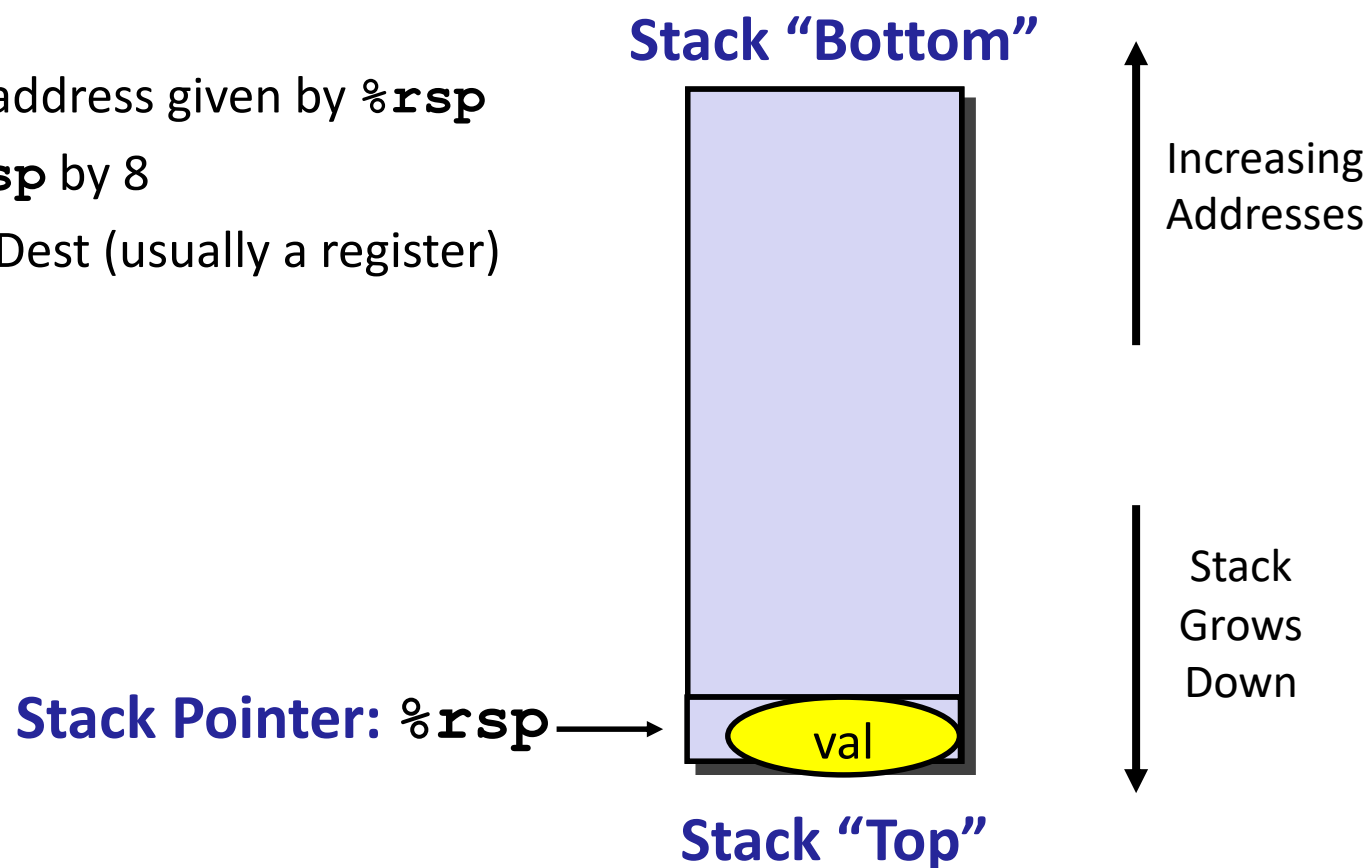 Stack “Bottom”
address given by %rsp
sp by 8
Dest (usually a register)
Increasing
Addresses
Stack
Grows
Down
Stack Pointer: %rsp
val
Stack “Top”